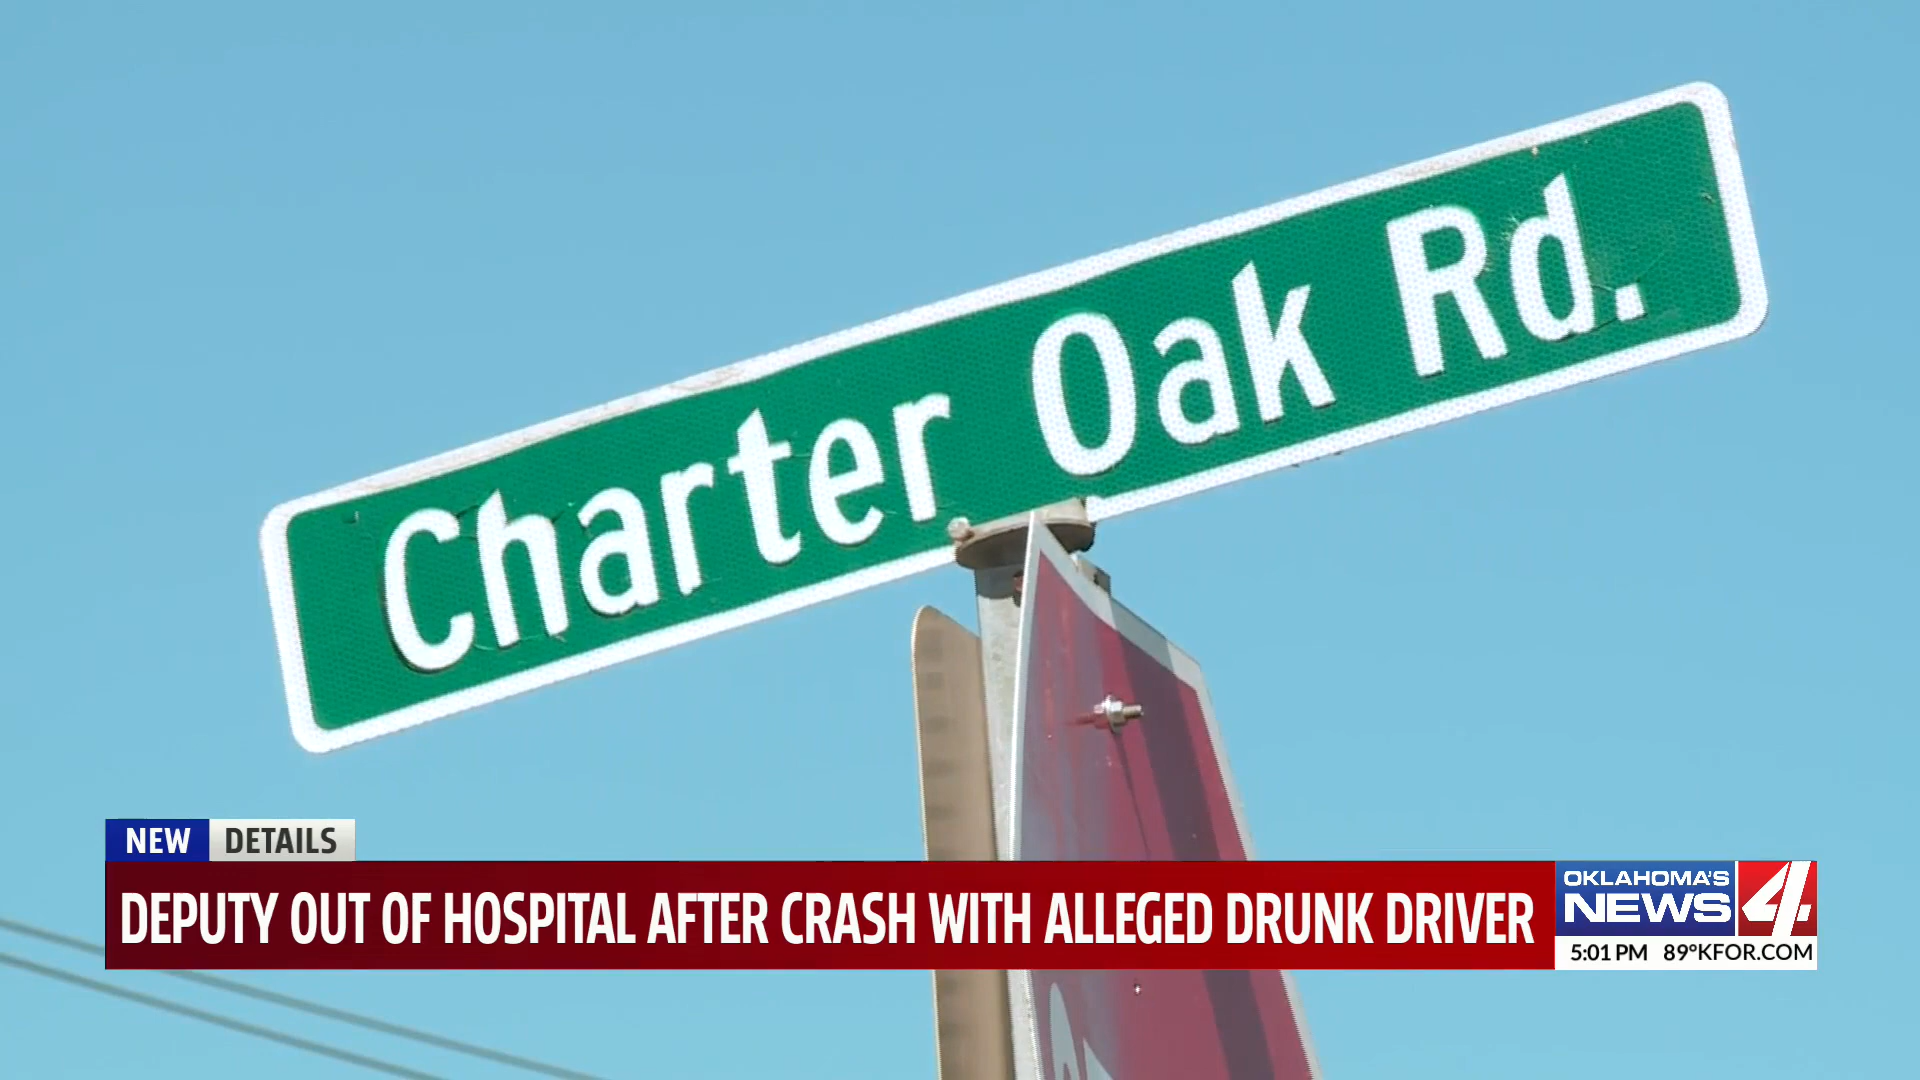 Charter Oak Rd.
NEW DETAILS
DEPUTY OUT OF HOSPITAL AFTER CRASH WITH ALLEGED DRUNK DRIVER
OKLAHOMA'S
NEWS 4
5:01 PM 89° KFOR.COM